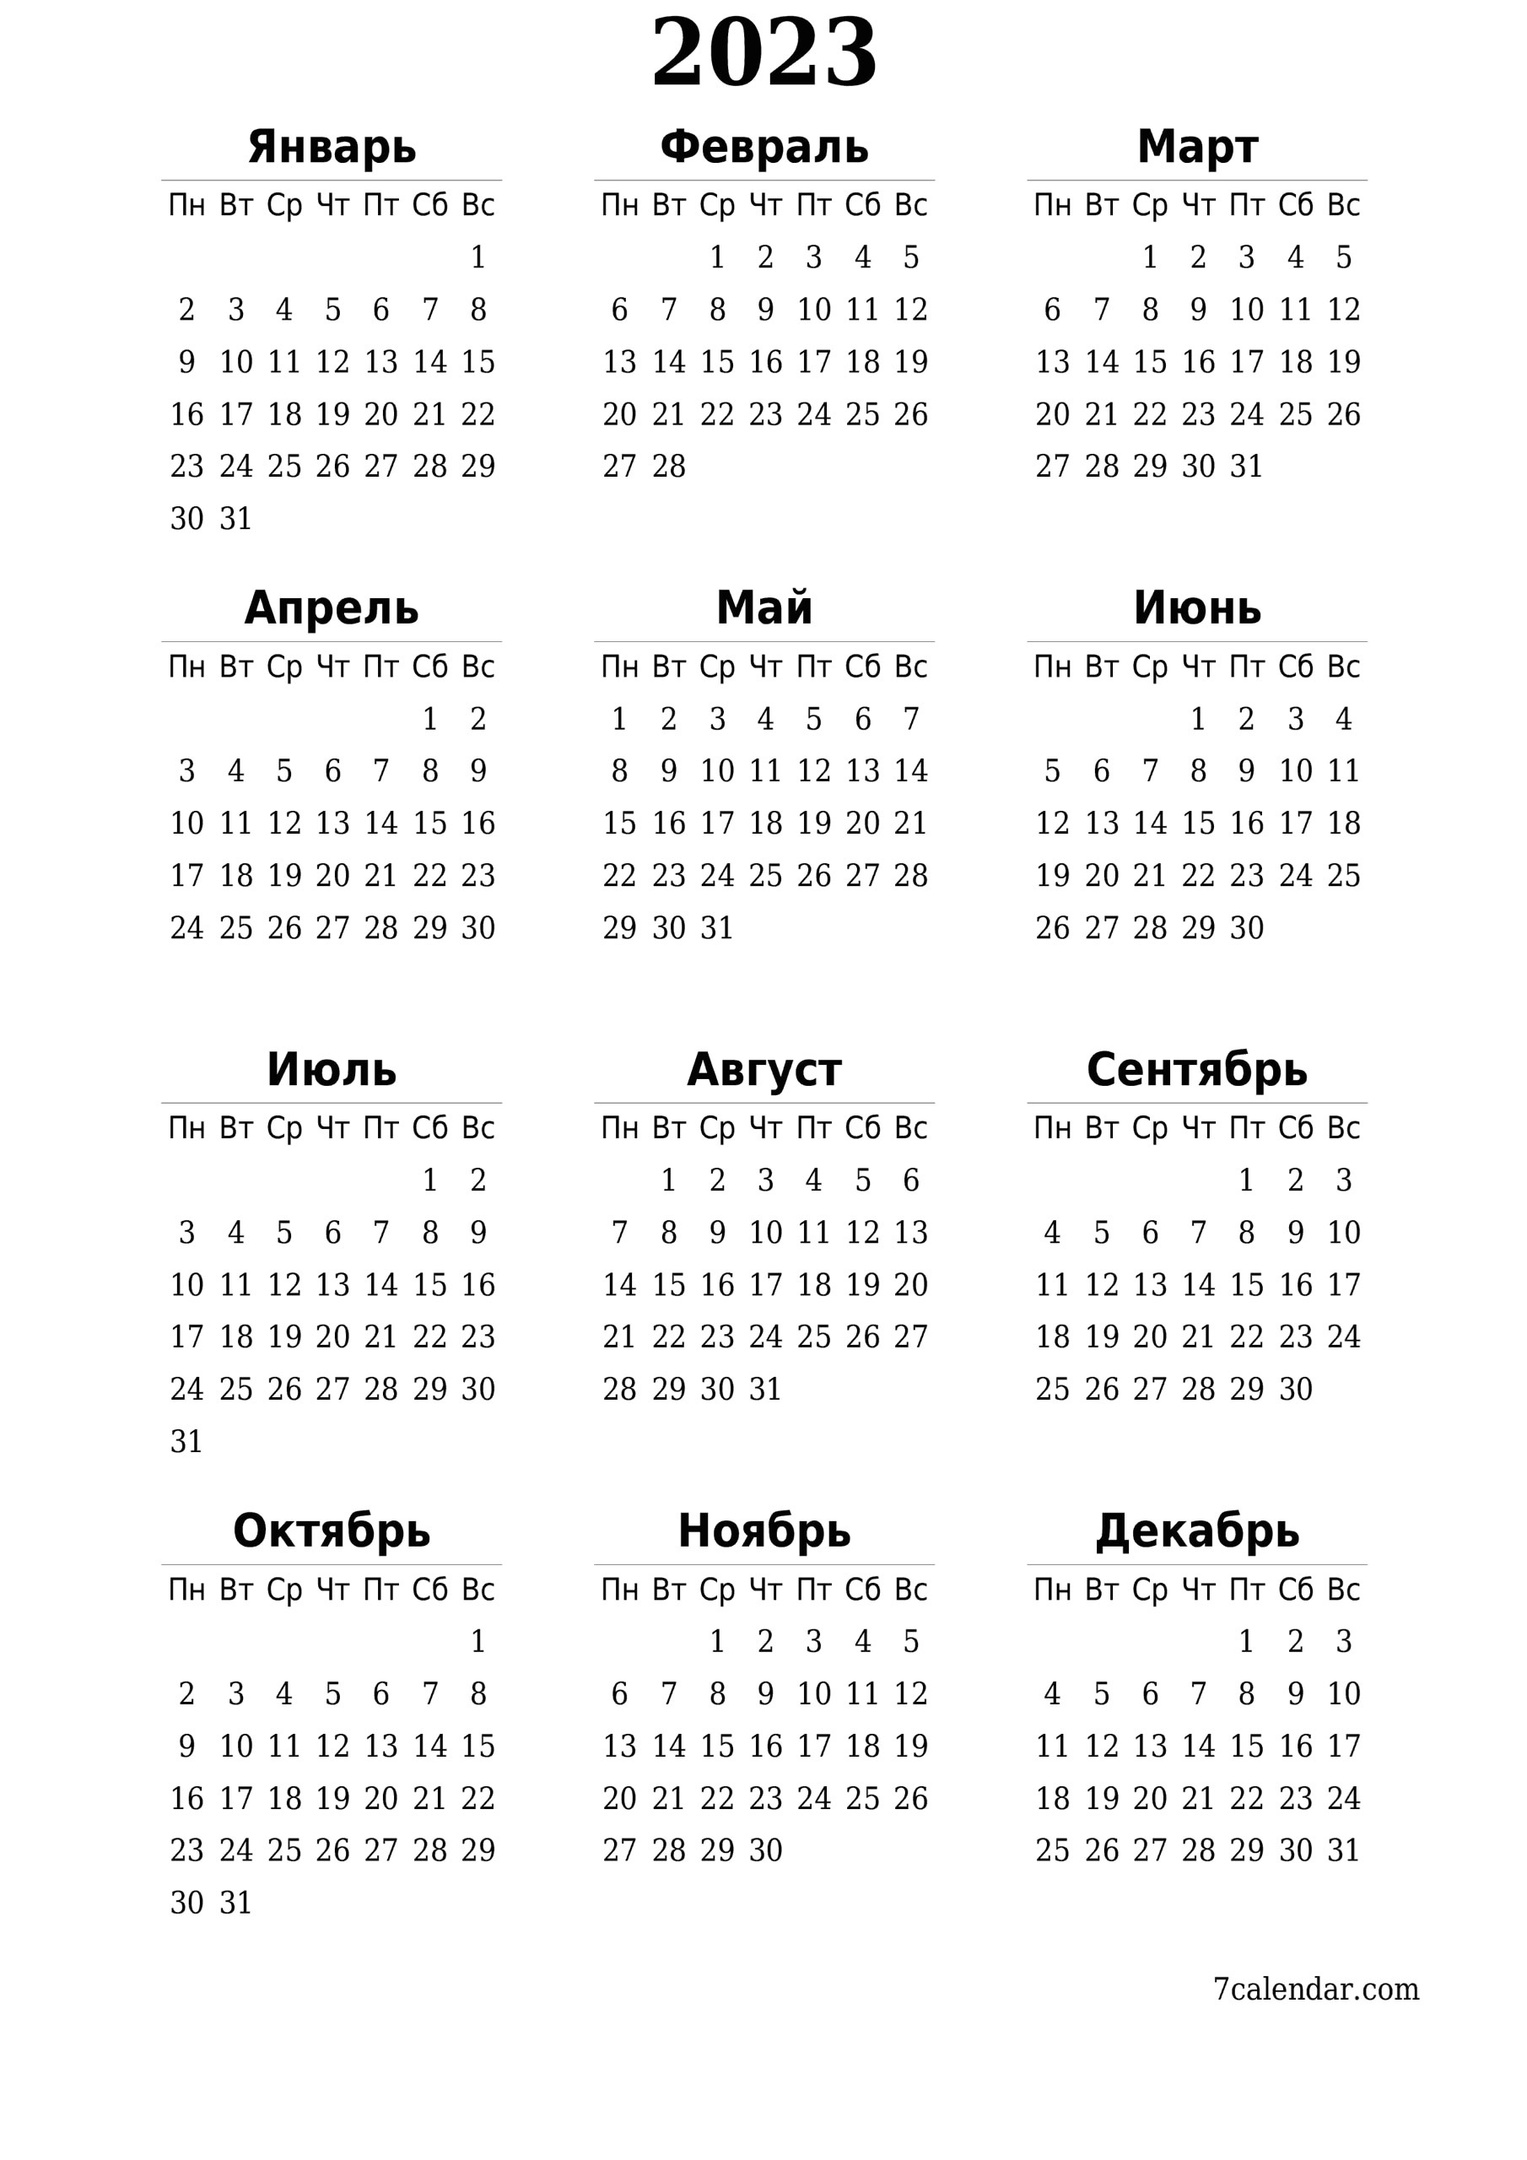 2023
Январь Февраль Март
Пн Вт Ср Чт Пт Сб Вс Пн Вт Ср Чт Пт Сб Вс Пн Вт Ср Чт Пт Сб Вс
1 1 2 3 4 5 1 2 3 4 5
2 3 4 5 6 7 8 6 7 8 9 10 11 12 6 7 8 9 10 11 12
9 10 11 12 13 14 15 13 14 15 16 17 18 19 13 14 15 16 17 18 19
16 17 18 19 20 21 22 20 21 22 23 24 25 26 20 21 22 23 24 25 26
23 24 25 26 27 28 29 27 28 27 28 29 30 31
30 31
Апрель Май Июнь
Пн Вт Ср Чт Пт Сб Вс Пн Вт Ср Чт Пт Сб Вс Пн Вт Ср Чт Пт Сб Вс
1 2 1 2 3 4 5 6 7 1 2 3 4
3 4 5 6 7 8 9 8 9 10 11 12 13 14 5 6 7 8 9 10 11
10 11 12 13 14 15 16 15 16 17 18 19 20 21 12 13 14 15 16 17 18
17 18 19 20 21 22 23 22 23 24 25 26 27 28 19 20 21 22 23 24 25
24 25 26 27 28 29 30 29 30 31 26 27 28 29 30
Июль Август Сентябрь
Пн Вт Ср Чт Пт Сб Вс Пн Вт Ср Чт Пт Сб Вс Пн Вт Ср Чт Пт Сб Вс
1 2 1 2 3 4 5 6 1 2 3
3 4 5 6 7 8 9 7 8 9 10 11 12 13 4 5 6 7 8 9 10
10 11 12 13 14 15 16 14 15 16 17 18 19 20 11 12 13 14 15 16 17
17 18 19 20 21 22 23 21 22 23 24 25 26 27 18 19 20 21 22 23 24
24 25 26 27 28 29 30 28 29 30 31 25 26 27 28 29 30
31
Октябрь Ноябрь Декабрь
Пн Вт Ср Чт Пт Сб Вс Пн Вт Ср Чт Пт Сб Вс Пн Вт Ср Чт Пт Сб Вс
1 1 2 3 4 5 1 2 3
2 3 4 5 6 7 8 6 7 8 9 10 11 12 4 5 6 7 8 9 10
9 10 11 12 13 14 15 13 14 15 16 17 18 19 11 12 13 14 15 16 17
16 17 18 19 20 21 22 20 21 22 23 24 25 26 18 19 20 21 22 23 24
23 24 25 26 27 28 29 27 28 29 30 25 26 27 28 29 30 31
30 31
7calendar.com